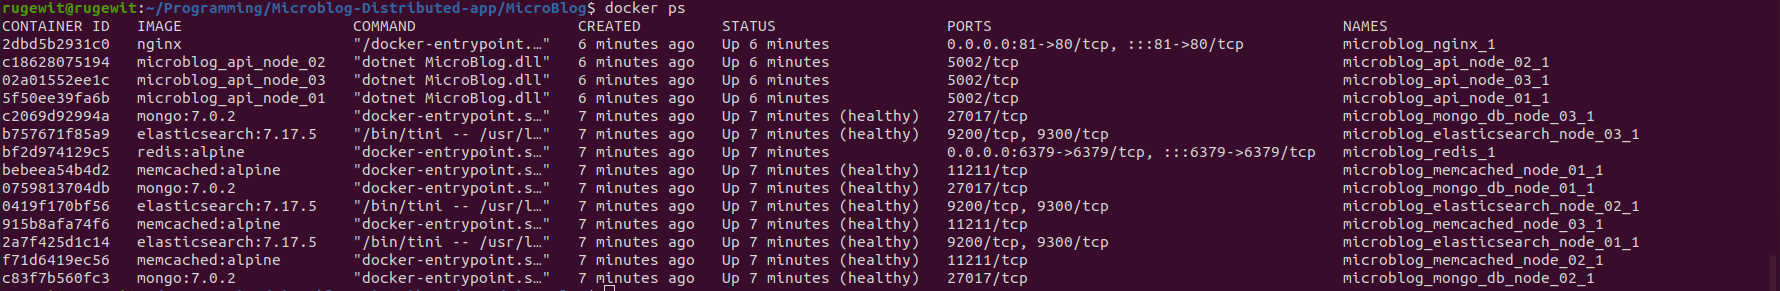 rugewit@rugewit:~/Programming/Microblog-Distributed-app/MicroBlog$ docker ps
CONTAINER ID   IMAGE                   COMMAND                  CREATED         STATUS                   PORTS                                       NAMES
2dbd5b2931c0   nginx                   "/docker-entrypoint.…"   6 minutes ago   Up 6 minutes             0.0.0.0:81->80/tcp, :::81->80/tcp           microblog_nginx_1
c18628075194   microblog_api_node_02   "dotnet MicroBlog.dll"   6 minutes ago   Up 6 minutes             5002/tcp                                    microblog_api_node_02_1
02a01552ee1c   microblog_api_node_03   "dotnet MicroBlog.dll"   6 minutes ago   Up 6 minutes             5002/tcp                                    microblog_api_node_03_1
5f50ee39fa6b   microblog_api_node_01   "dotnet MicroBlog.dll"   6 minutes ago   Up 6 minutes             5002/tcp                                    microblog_api_node_01_1
c2069d92994a   mongo:7.0.2             "docker-entrypoint.s…"   7 minutes ago   Up 7 minutes (healthy)   27017/tcp                                   microblog_mongo_db_node_03_1
b757671f85a9   elasticsearch:7.17.5    "/bin/tini -- /usr/l…"   7 minutes ago   Up 7 minutes (healthy)   9200/tcp, 9300/tcp                          microblog_elasticsearch_node_03_1
bf2d974129c5   redis:alpine            "docker-entrypoint.s…"   7 minutes ago   Up 7 minutes             0.0.0.0:6379->6379/tcp, :::6379->6379/tcp   microblog_redis_1
bebeea54b4d2   memcached:alpine        "docker-entrypoint.s…"   7 minutes ago   Up 7 minutes (healthy)   11211/tcp                                   microblog_memcached_node_01_1
0759813704db   mongo:7.0.2             "docker-entrypoint.s…"   7 minutes ago   Up 7 minutes (healthy)   27017/tcp                                   microblog_mongo_db_node_01_1
0419f170bf56   elasticsearch:7.17.5    "/bin/tini -- /usr/l…"   7 minutes ago   Up 7 minutes (healthy)   9200/tcp, 9300/tcp                          microblog_elasticsearch_node_02_1
915b8afa74f6   memcached:alpine        "docker-entrypoint.s…"   7 minutes ago   Up 7 minutes (healthy)   11211/tcp                                   microblog_memcached_node_03_1
2a7f425d1c14   elasticsearch:7.17.5    "/bin/tini -- /usr/l…"   7 minutes ago   Up 7 minutes (healthy)   9200/tcp, 9300/tcp                          microblog_elasticsearch_node_01_1
f71d6419ec56   memcached:alpine        "docker-entrypoint.s…"   7 minutes ago   Up 7 minutes (healthy)   11211/tcp                                   microblog_memcached_node_02_1
c83f7b560fc3   mongo:7.0.2             "docker-entrypoint.s…"   7 minutes ago   Up 7 minutes (healthy)   27017/tcp                                   microblog_mongo_db_node_02_1